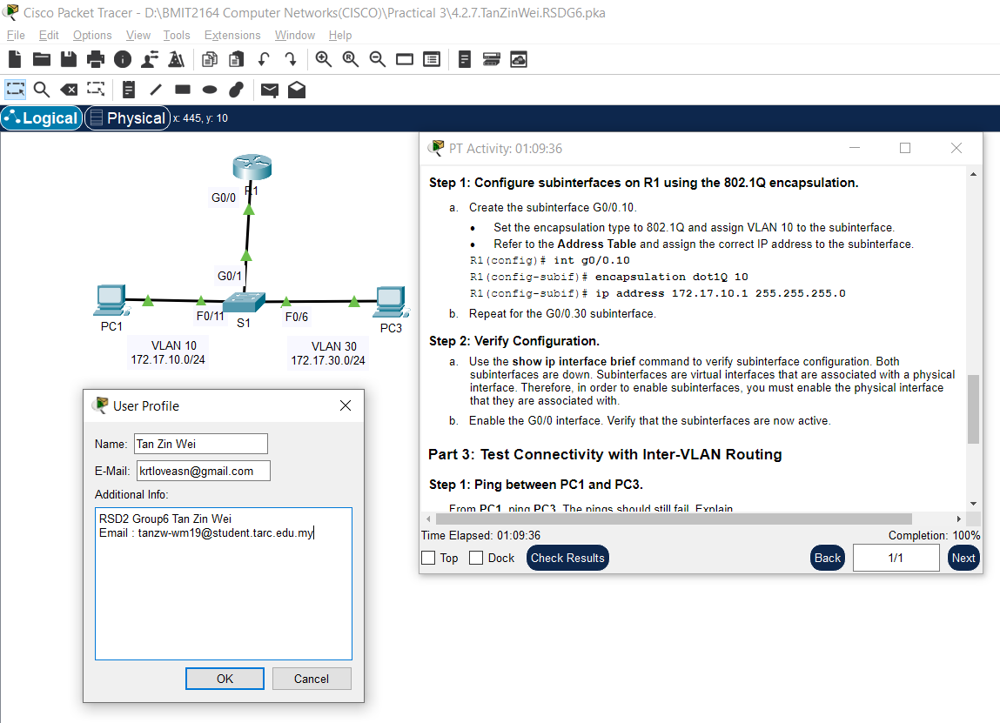 Cisco Packet Tracer - D:\BMIT2164 Computer Networks(CISCO)\Practical 3\4.2.7.TanZinWei.RSDG6.pka
File Edit Options View Tools Extensions Window Help
Logical Physical x: 445, y: 10
R1
G0/0
G0/1
F0/11
S1
F0/6
PC1
PC3
VLAN 10
172.17.10.0/24
VLAN 30
172.17.30.0/24
User Profile
Name: Tan Zin Wei
E-Mail: krtloveasn@gmail.com
Additional Info:
RSD2 Group6 Tan Zin Wei
Email : tanzw-wm19@student.tarc.edu.my
OK Cancel
PT Activity: 01:09:36
Step 1: Configure subinterfaces on R1 using the 802.1Q encapsulation.
a. Create the subinterface G0/0.10.
• Set the encapsulation type to 802.1Q and assign VLAN 10 to the subinterface.
• Refer to the Address Table and assign the correct IP address to the subinterface.
R1(config)# int g0/0.10
R1(config-subif)# encapsulation dot1Q 10
R1(config-subif)# ip address 172.17.10.1 255.255.255.0
b. Repeat for the G0/0.30 subinterface.
Step 2: Verify Configuration.
a. Use the show ip interface brief command to verify subinterface configuration. Both
subinterfaces are down. Subinterfaces are virtual interfaces that are associated with a physical
interface. Therefore, in order to enable subinterfaces, you must enable the physical interface
that they are associated with.
b. Enable the G0/0 interface. Verify that the subinterfaces are now active.
Part 3: Test Connectivity with Inter-VLAN Routing
Step 1: Ping between PC1 and PC3.
From PC1, ping PC3. The pings should still fail. Explain
Time Elapsed: 01:09:36 Completion: 100%
Top Dock Check Results Back 1/1 Next